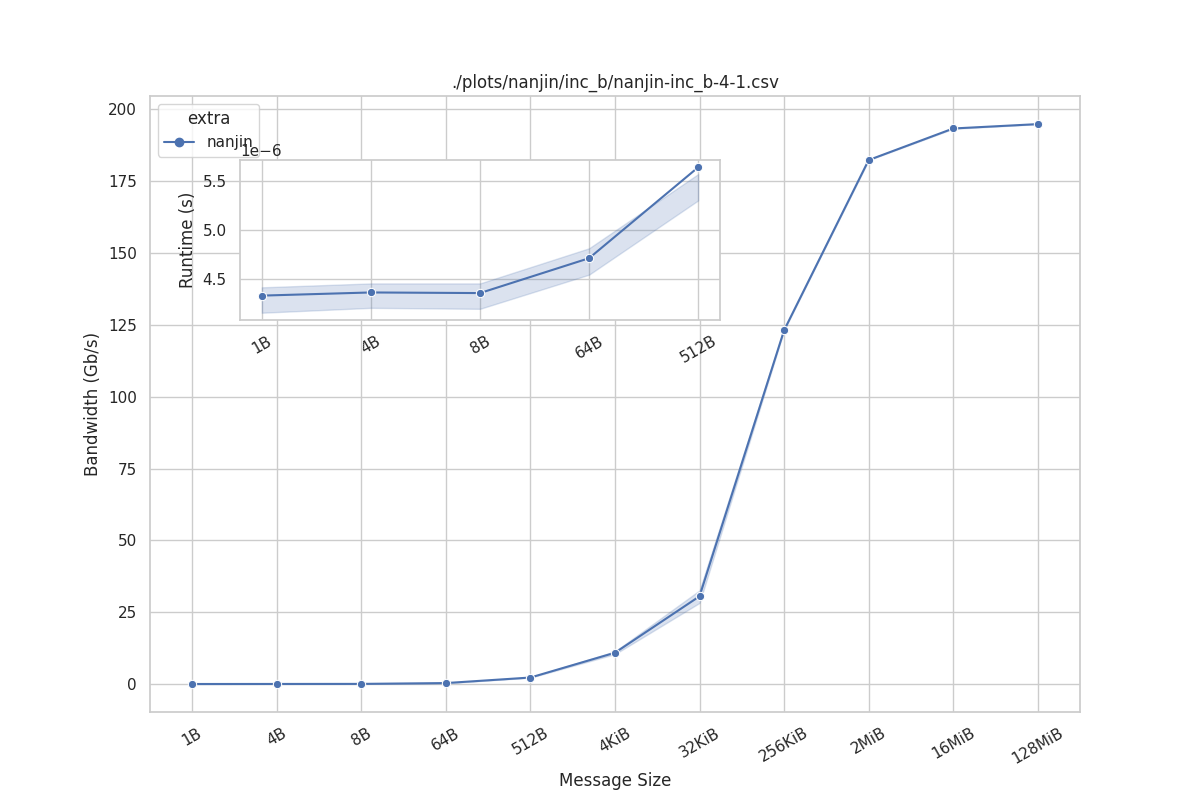 ./plots/nanjin/inc_b/nanjin-inc_b-4-1.csv
extra
nanjin
1e−6
Runtime (s)
5.5
5.0
4.5
1B
4B
8B
64B
512B
Bandwidth (Gb/s)
200
175
150
125
100
75
50
25
0
1B
4B
8B
64B
512B
4KiB
32KiB
256KiB
2MiB
16MiB
128MiB
Message Size